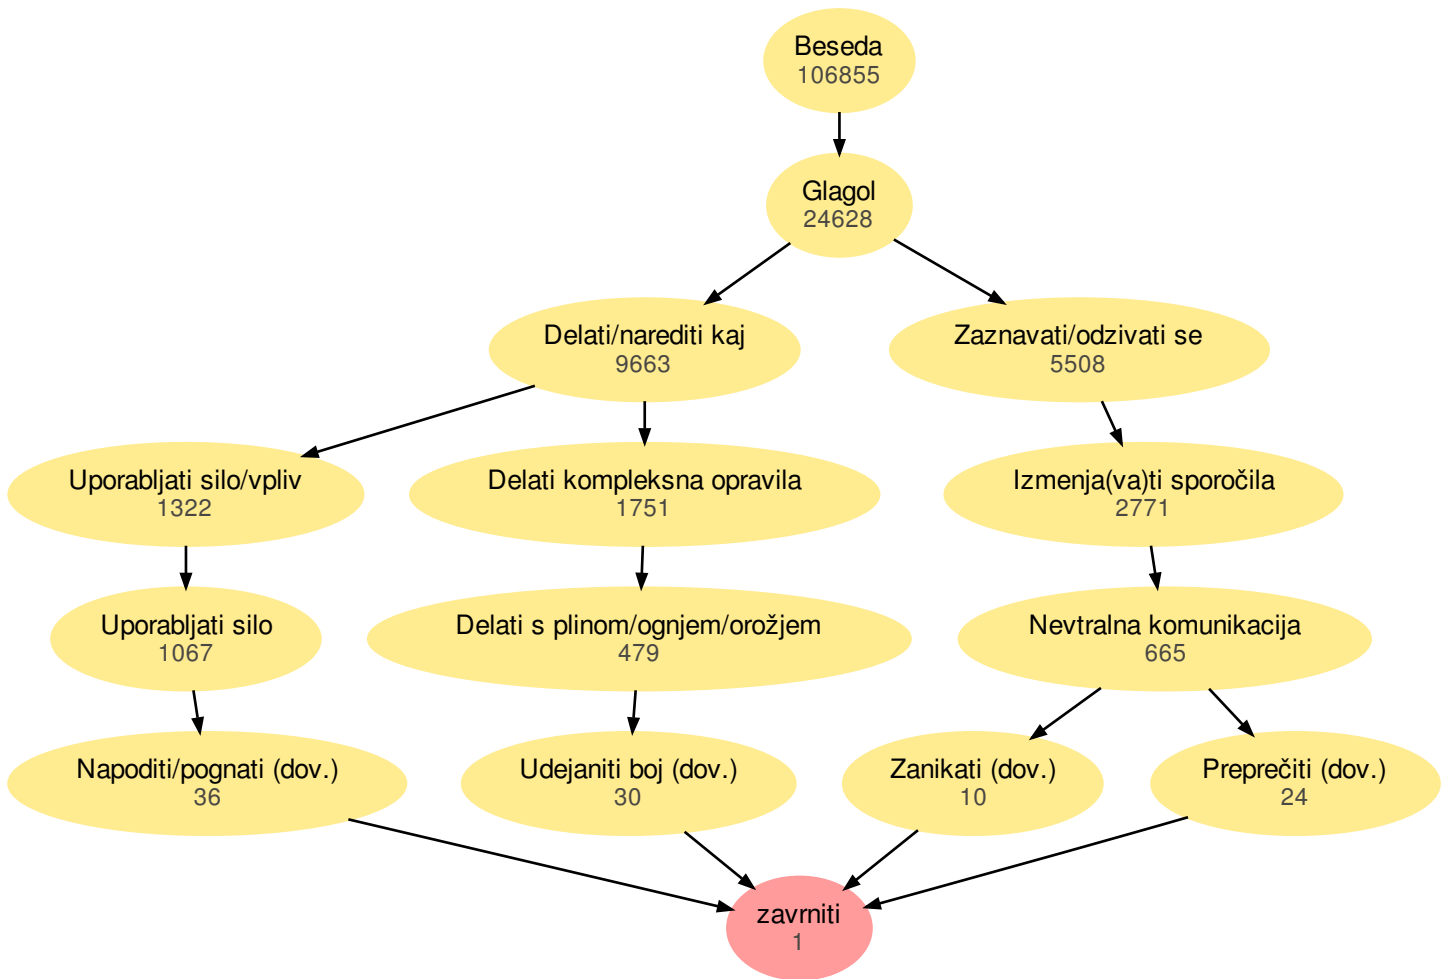 Beseda
106855
Glagol
24628
Delati/narediti kaj
9663
Zaznavati/odzivati se
5508
Uporabljati silo/vpliv
1322
Delati kompleksna opravila
1751
Izmenja(va)ti sporočila
2771
Uporabljati silo
1067
Delati s plinom/ognjem/orožjem
479
Nevtralna komunikacija
665
Napoditi/pognati (dov.)
36
Udejaniti boj (dov.)
30
Zanikati (dov.)
10
Preprečiti (dov.)
24
zavrniti
1